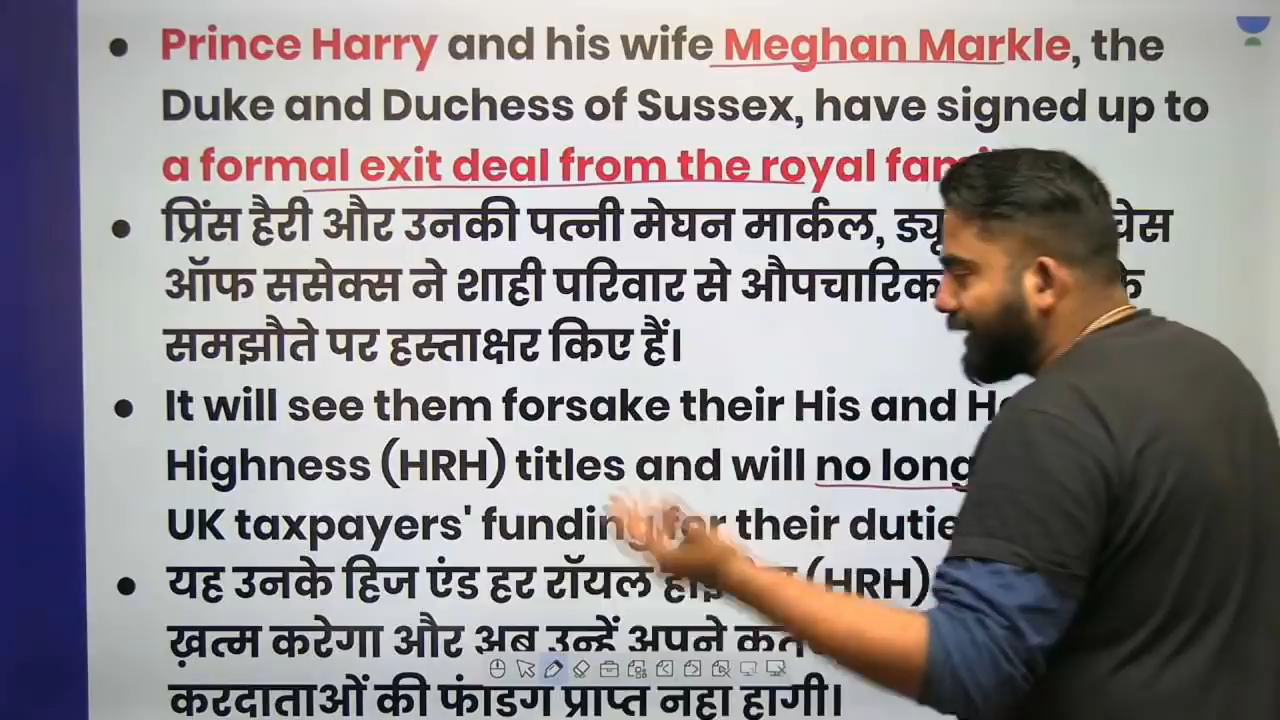 Prince Harry and his wife Meghan Markle, the
Duke and Duchess of Sussex, have signed up to
a formal exit deal from the royal
प्रिंस हैरी और उनकी पत्नी मेघन मार्कल,
ऑफ ससेक्स ने शाही परिवार से औपचारिक
समझौते पर हस्ताक्षर किए हैं।
It will see them forsake their His and
Highness (HRH) titles and will no
UK taxpayers' funding for their
यह उनके हिज एंड हर रॉयल (HRH)
ख़त्म करेगा और अब उन्हें अपने
करदाताओं की फंडिंग प्राप्त नहीं होगी।